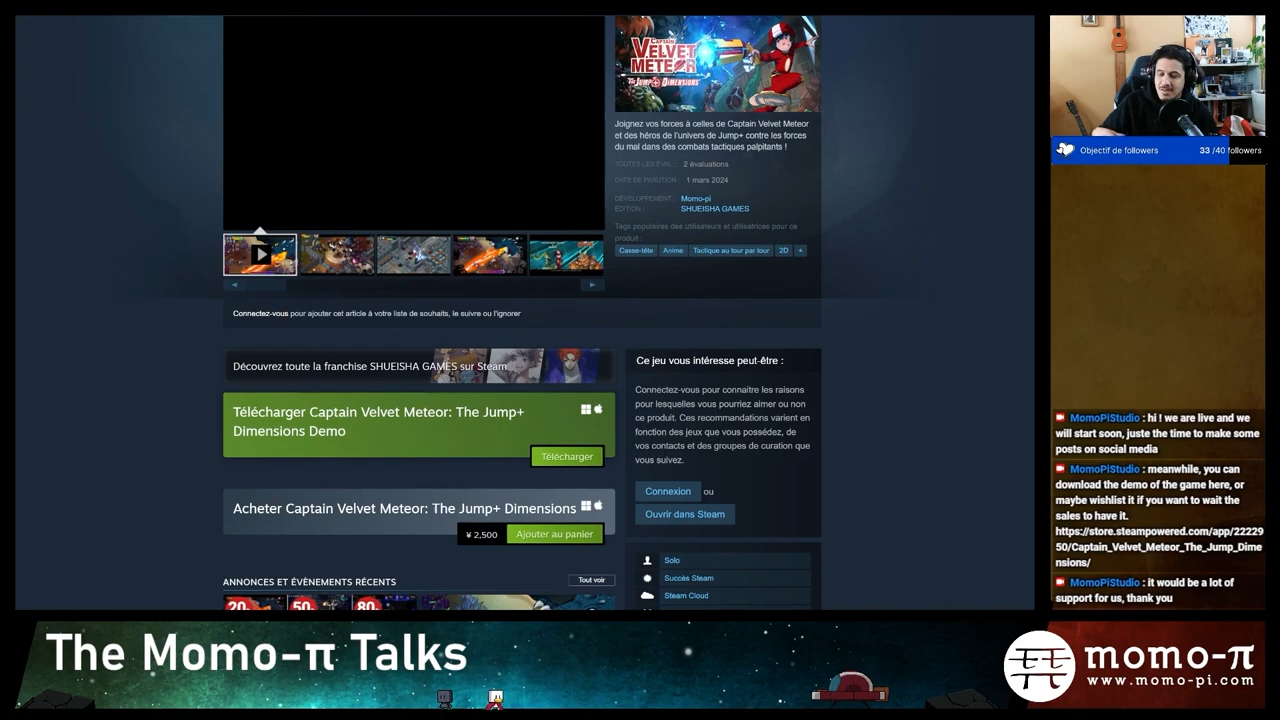 CAPTAIN
VELVET
METEOR
THE JUMP+ DIMENSIONS
Joignez vos forces à celles de Captain Velvet Meteor
et des héros de l'univers de Jump+ contre les forces
du mal dans des combats tactiques palpitants !
TOUTES LES ÉVAL. : 2 évaluations
DATE DE PARUTION : 1 mars 2024
DÉVELOPPEMENT : Momo-pi
ÉDITION : SHUEISHA GAMES
Tags populaires des utilisateurs et utilisatrices pour ce
produit :
Casse-tête Anime Tactique au tour par tour 2D +
Connectez-vous pour ajouter cet article à votre liste de souhaits, le suivre ou l'ignorer
Découvrez toute la franchise SHUEISHA GAMES sur Steam
Télécharger Captain Velvet Meteor: The Jump+
Dimensions Demo
Télécharger
Acheter Captain Velvet Meteor: The Jump+ Dimensions
¥ 2,500 Ajouter au panier
ANNONCES ET ÉVÈNEMENTS RÉCENTS Tout voir
20% 50% 80%
Ce jeu vous intéresse peut-être :
Connectez-vous pour connaitre les raisons
pour lesquelles vous pourriez aimer ou non
ce produit. Ces recommandations varient en
fonction des jeux que vous possédez, de
vos contacts et des groupes de curation que
vous suivez.
Connexion ou
Ouvrir dans Steam
Solo
Succès Steam
Steam Cloud
Objectif de followers 33 /40 followers
MomoPiStudio : hi ! we are live and we
will start soon, juste the time to make some
posts on social media
MomoPiStudio : meanwhile, you can
download the demo of the game here, or
maybe wishlist it if you want to wait the
sales to have it.
https://store.steampowered.com/app/22229
50/Captain_Velvet_Meteor_The_Jump_Dime
nsions/
MomoPiStudio : it would be a lot of
support for us, thank you
The Momo-π Talks
momo-π
www.momo-pi.com